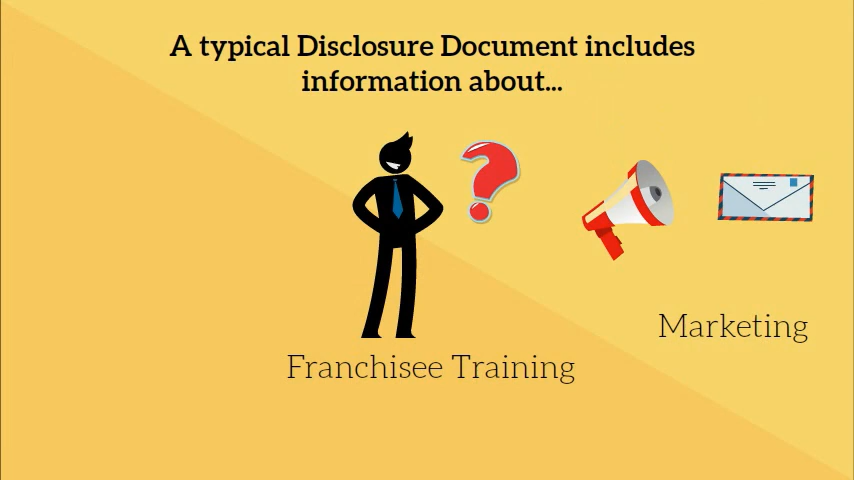 A typical Disclosure Document includes
information about...
Marketing
Franchisee Training